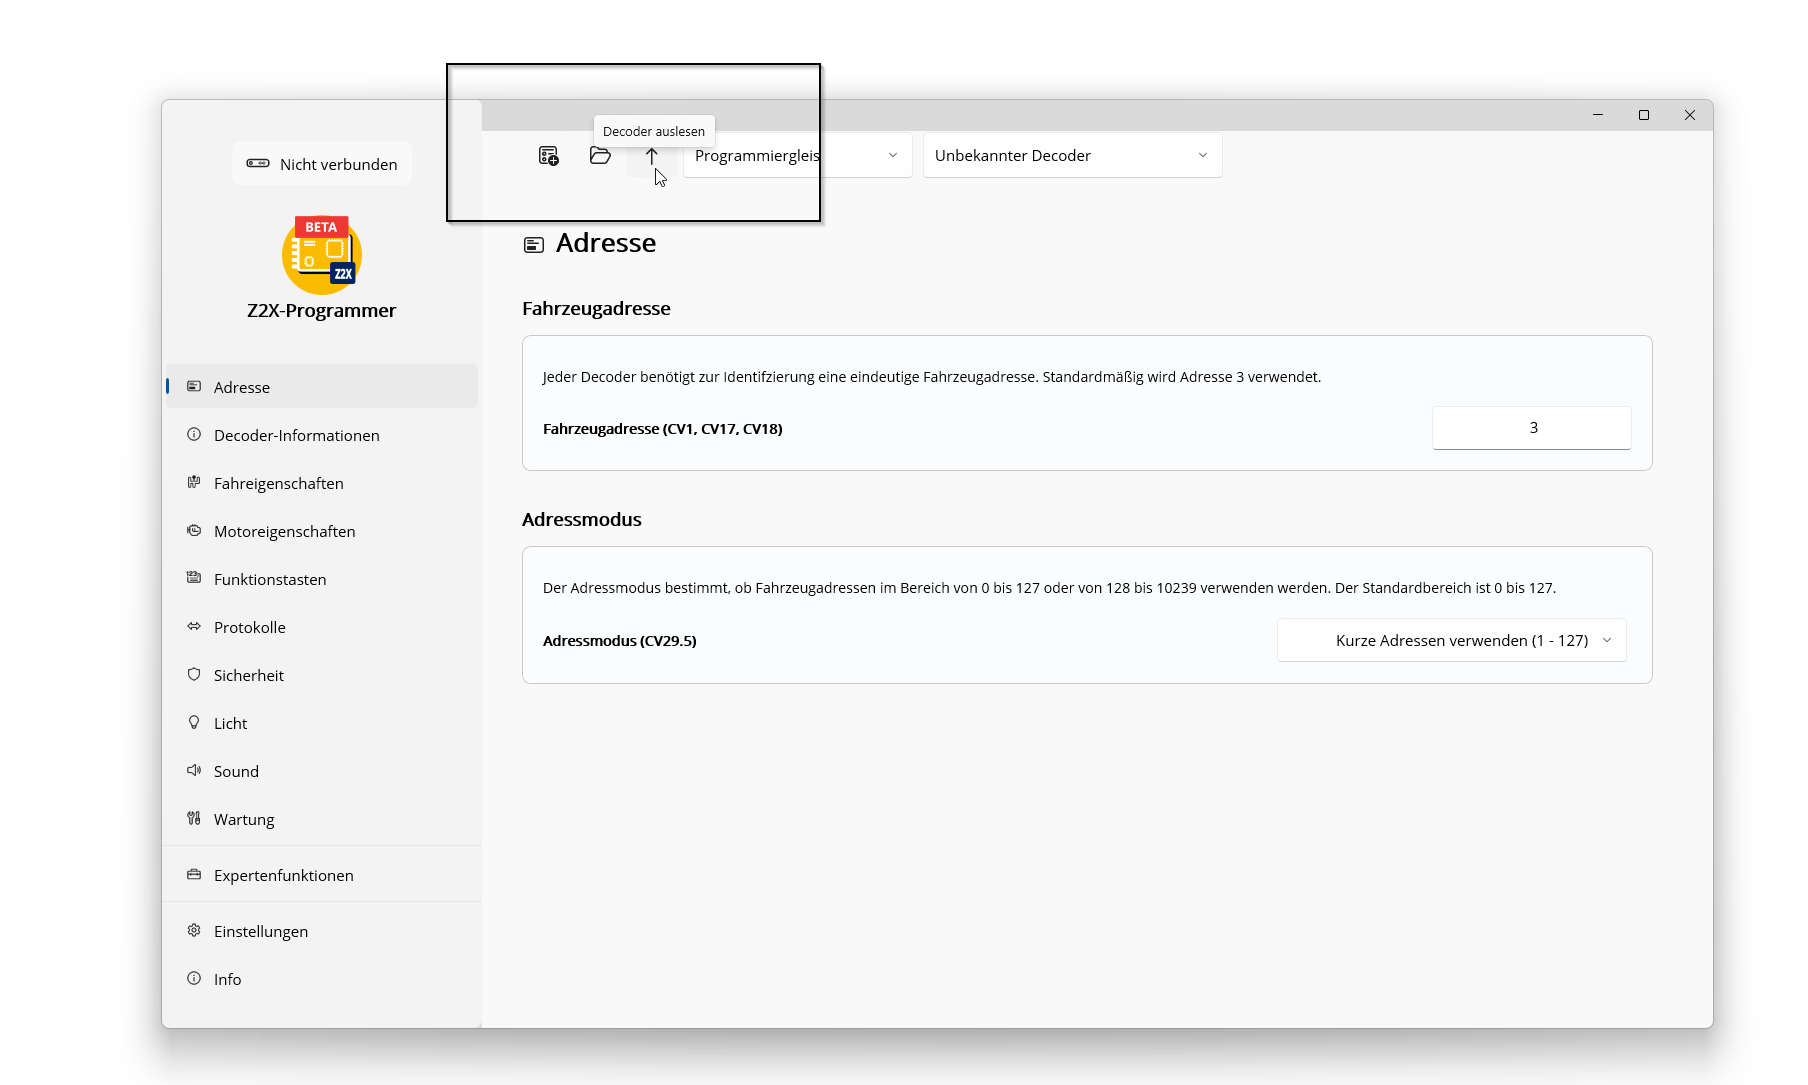 Decoder auslesen
Nicht verbunden
Programmiergleis
Unbekannter Decoder
BETA
Z2X
Z2X-Programmer
Adresse
Decoder-Informationen
Fahreigenschaften
Motoreigenschaften
123
Funktionstasten
Protokolle
Sicherheit
Licht
Sound
Wartung
Expertenfunktionen
Einstellungen
Info
Adresse
Fahrzeugadresse
Jeder Decoder benötigt zur Identifzierung eine eindeutige Fahrzeugadresse. Standardmäßig wird Adresse 3 verwendet.
Fahrzeugadresse (CV1, CV17, CV18)
3
Adressmodus
Der Adressmodus bestimmt, ob Fahrzeugadressen im Bereich von 0 bis 127 oder von 128 bis 10239 verwenden werden. Der Standardbereich ist 0 bis 127.
Adressmodus (CV29.5)
Kurze Adressen verwenden (1 - 127)